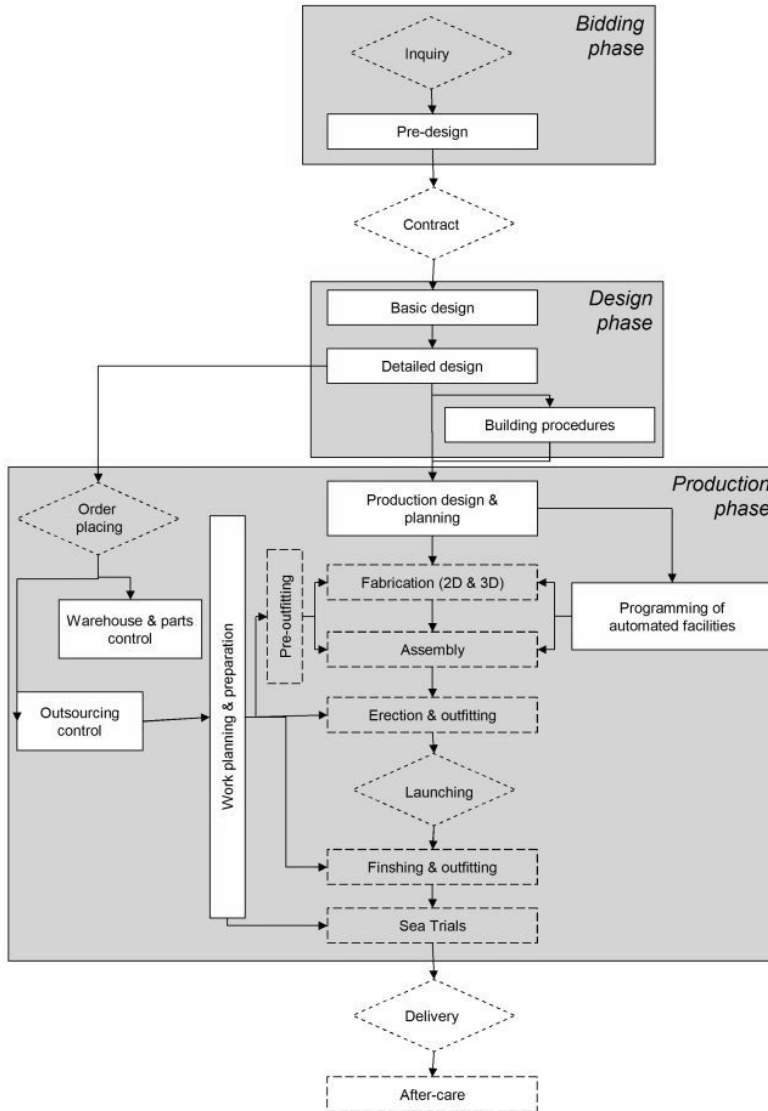 Bidding
phase
Inquiry
Pre-design
Contract
Design
phase
Basic design
Detailed design
Building procedures
Production
phase
Order
placing
Production design &
planning
Pre-outfitting
Fabrication (2D & 3D)
Programming of
automated facilities
Warehouse & parts
control
Work planning & preparation
Assembly
Outsourcing
control
Erection & outfitting
Launching
Finshing & outfitting
Sea Trials
Delivery
After-care